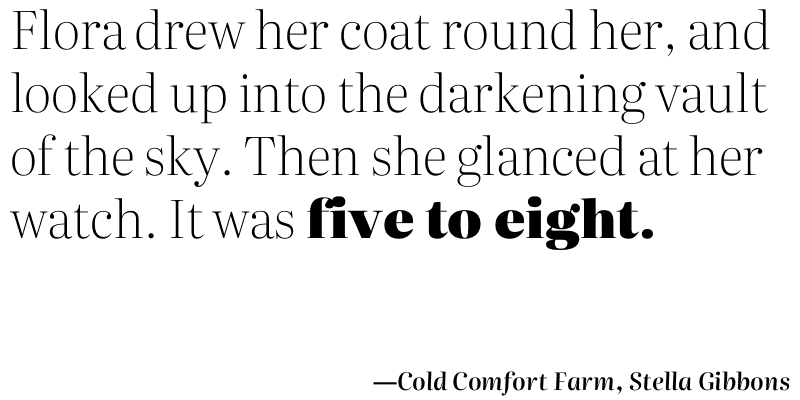 Flora drew her coat round her, and
looked up into the darkening vault
of the sky. Then she glanced at her
watch. It was five to eight.
—Cold Comfort Farm, Stella Gibbons